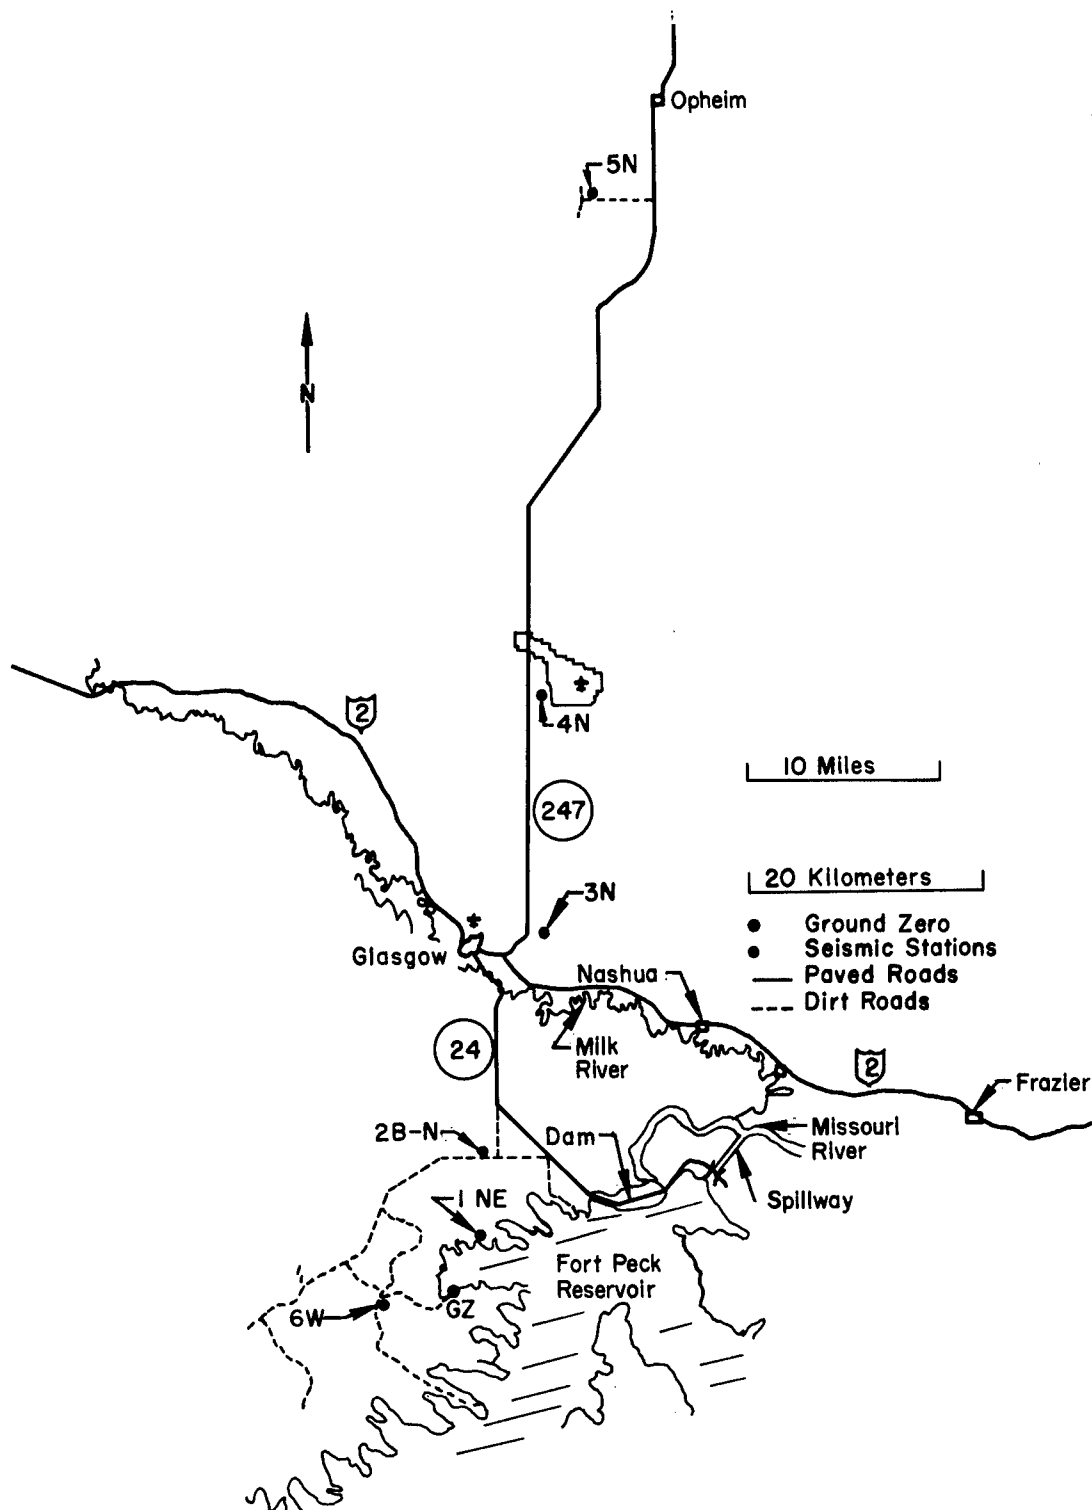 Opheim
5N
N
2
4N
10 Miles
247
20 Kilometers
3N
Ground Zero
Glasgow
Seismic Stations
Nashua
Paved Roads
Dirt Roads
24
Milk
River
2
Frazier
2B-N
Dam
Missouri
River
1 NE
Spillway
Fort Peck
Reservoir
6W
GZ